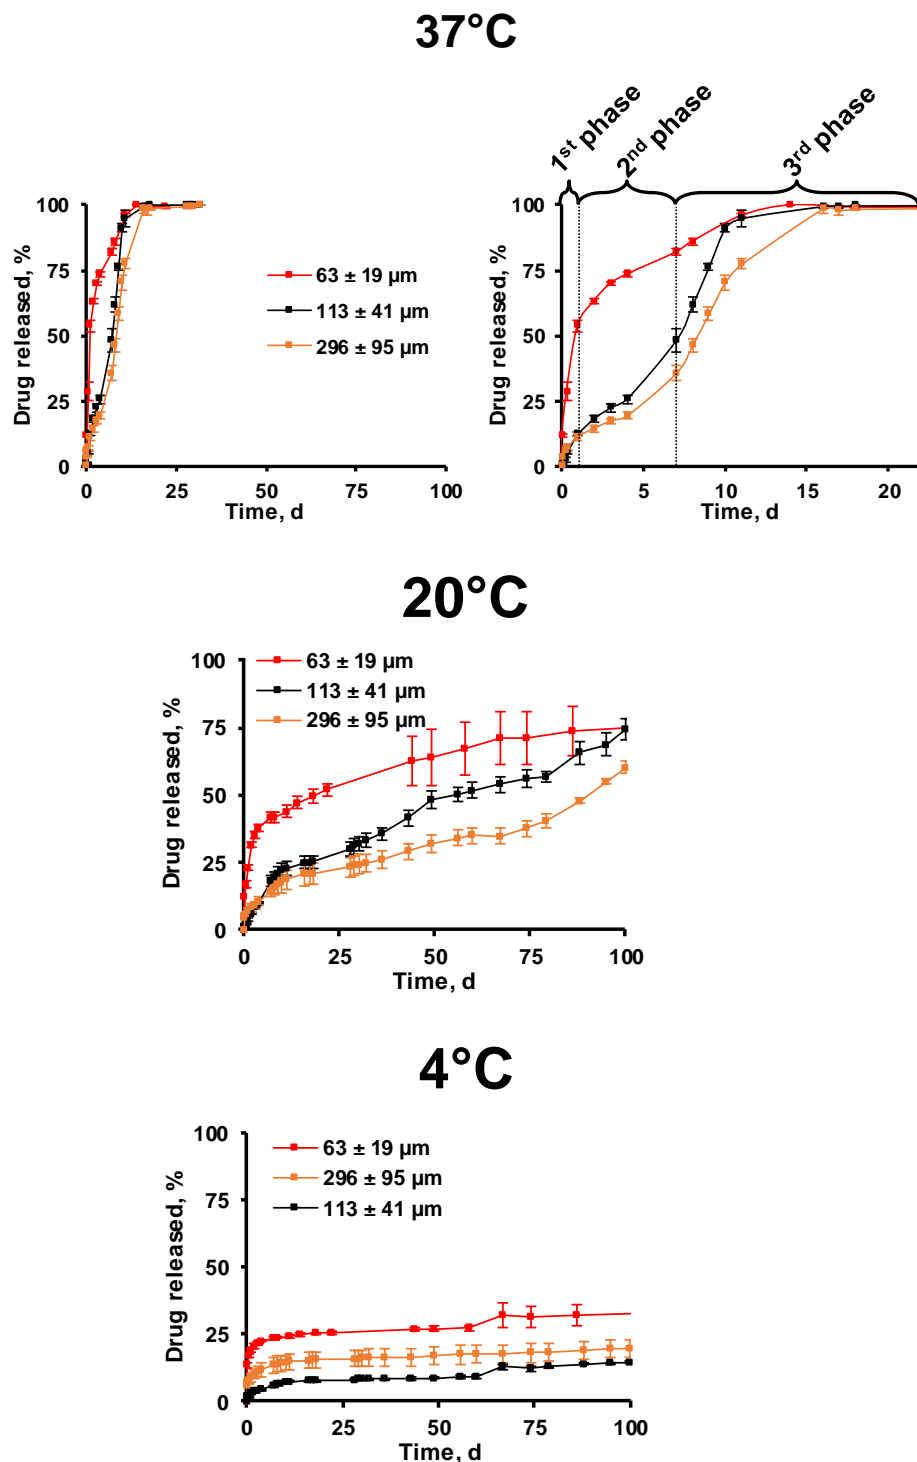 37°C
1st phase
2nd phase
3rd phase
Drug released, %
100
75
50
25
0
0 25 50 75 100
Time, d
63 ± 19 µm
113 ± 41 µm
296 ± 95 µm
Drug released, %
100
75
50
25
0
0 5 10 15 20
Time, d
20°C
Drug released, %
100
75
50
25
0
0 25 50 75 100
Time, d
63 ± 19 µm
113 ± 41 µm
296 ± 95 µm
4°C
Drug released, %
100
75
50
25
0
0 25 50 75 100
Time, d
63 ± 19 µm
296 ± 95 µm
113 ± 41 µm